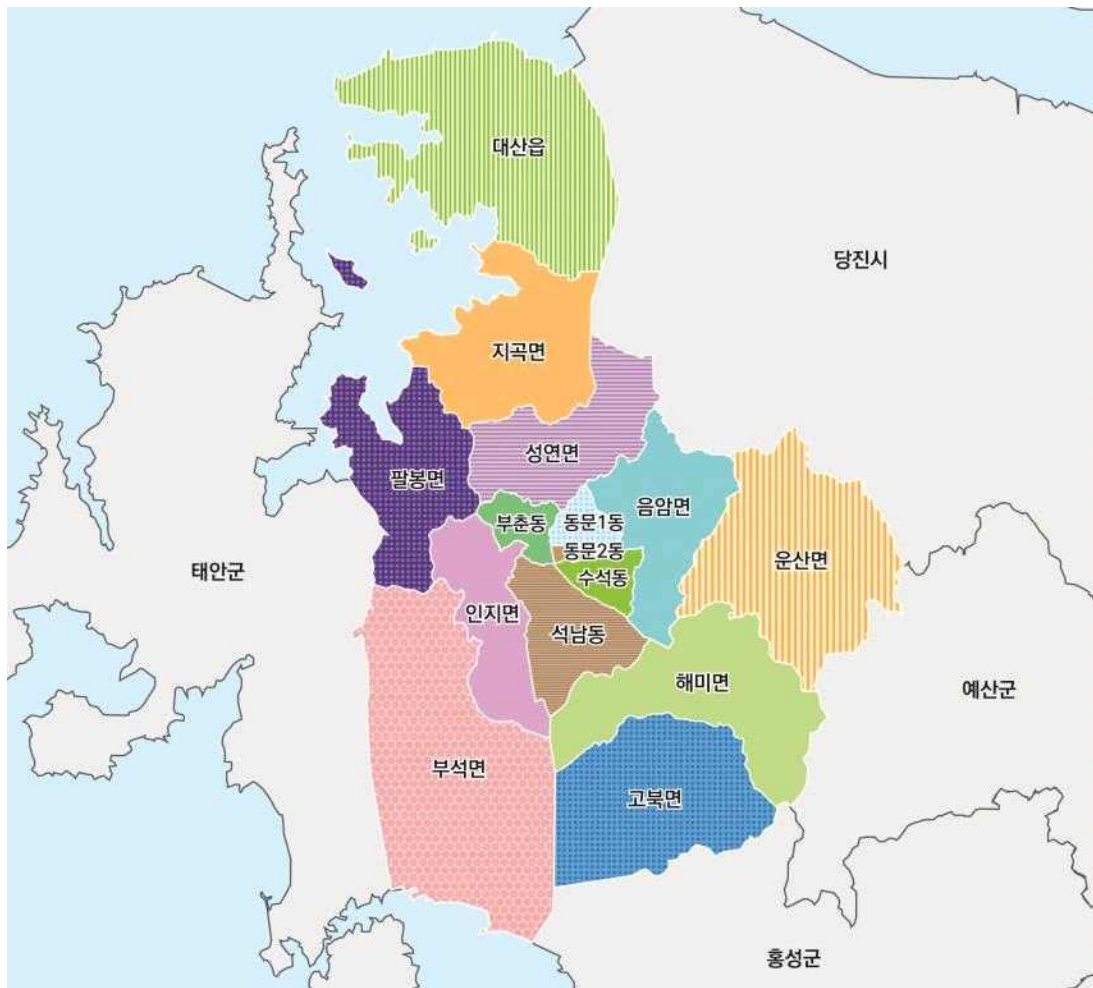 대산읍
당진시
지곡면
성연면
팔봉면
음암면
부춘동
동문1동
동문2동
운산면
태안군
수석동
인지면
석남동
해미면
예산군
부석면
고북면
홍성군